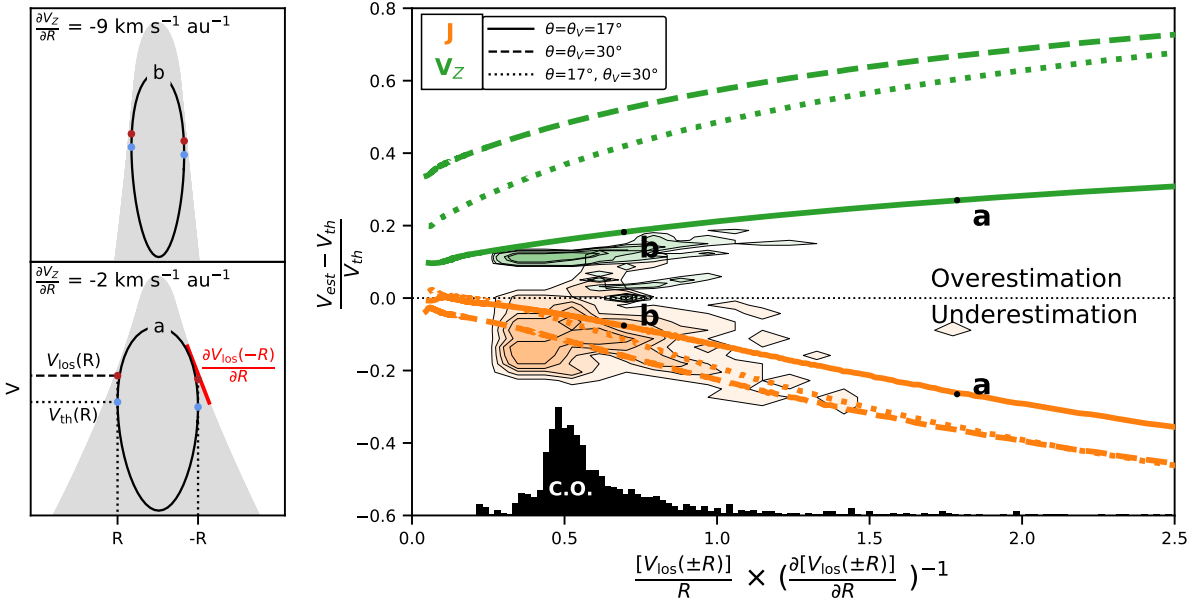 ∂V_Z/∂R = -9 km s⁻¹ au⁻¹
b
∂V_Z/∂R = -2 km s⁻¹ au⁻¹
a
V_los(R)
∂V_los(−R)/∂R
V_th(R)
V
R
-R
J
V_Z
θ=θ_V=17°
θ=θ_V=30°
θ=17°, θ_V=30°
0.8
0.6
0.4
0.2
0.0
−0.2
−0.4
−0.6
(V_est − V_th)/V_th
a
b
Overestimation
Underestimation
b
a
C.O.
0.0
0.5
1.0
1.5
2.0
2.5
[V_los(±R)]/R × (∂[V_los(±R)]/∂R )⁻¹